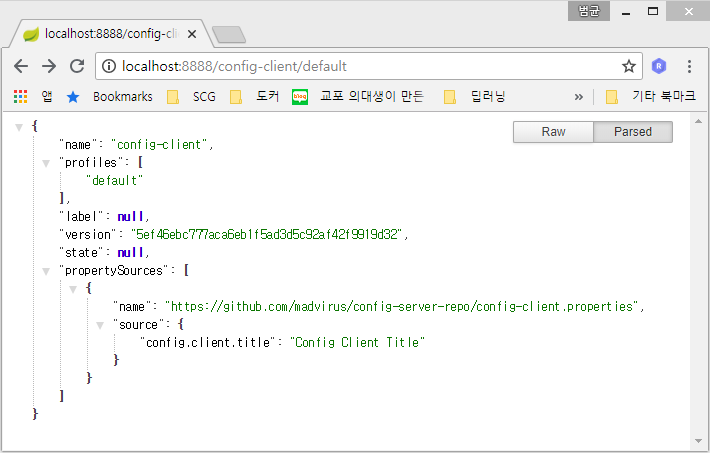 범균
localhost:8888/config-cli
localhost:8888/config-client/default
앱 Bookmarks SCG 도커 blog 교포 의대생이 만든 딥러닝 » 기타 북마크
Raw Parsed
{
"name": "config-client",
"profiles": [
"default"
],
"label": null,
"version": "5ef46ebc777aca6eb1f5ad3d5c92af42f9919d32",
"state": null,
"propertySources": [
{
"name": "https://github.com/madvirus/config-server-repo/config-client.properties",
"source": {
"config.client.title": "Config Client Title"
}
}
]
}